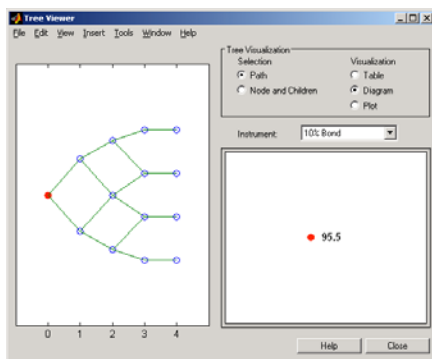 Tree Viewer
File Edit View Insert Tools Window Help
Tree Visualization
Selection
Visualization
Path
Table
Node and Children
Diagram
Plot
Instrument:
10% Bond
95.5
0 1 2 3 4
Help
Close